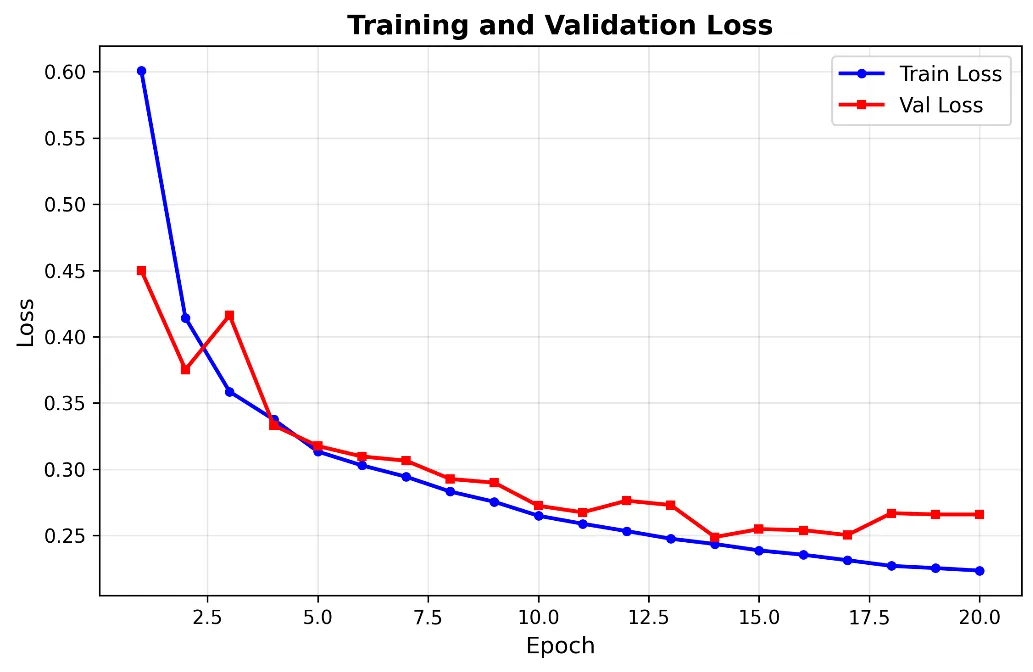 Training and Validation Loss
Train Loss
Val Loss
0.60
0.55
0.50
0.45
0.40
0.35
0.30
0.25
Loss
2.5 5.0 7.5 10.0 12.5 15.0 17.5 20.0
Epoch